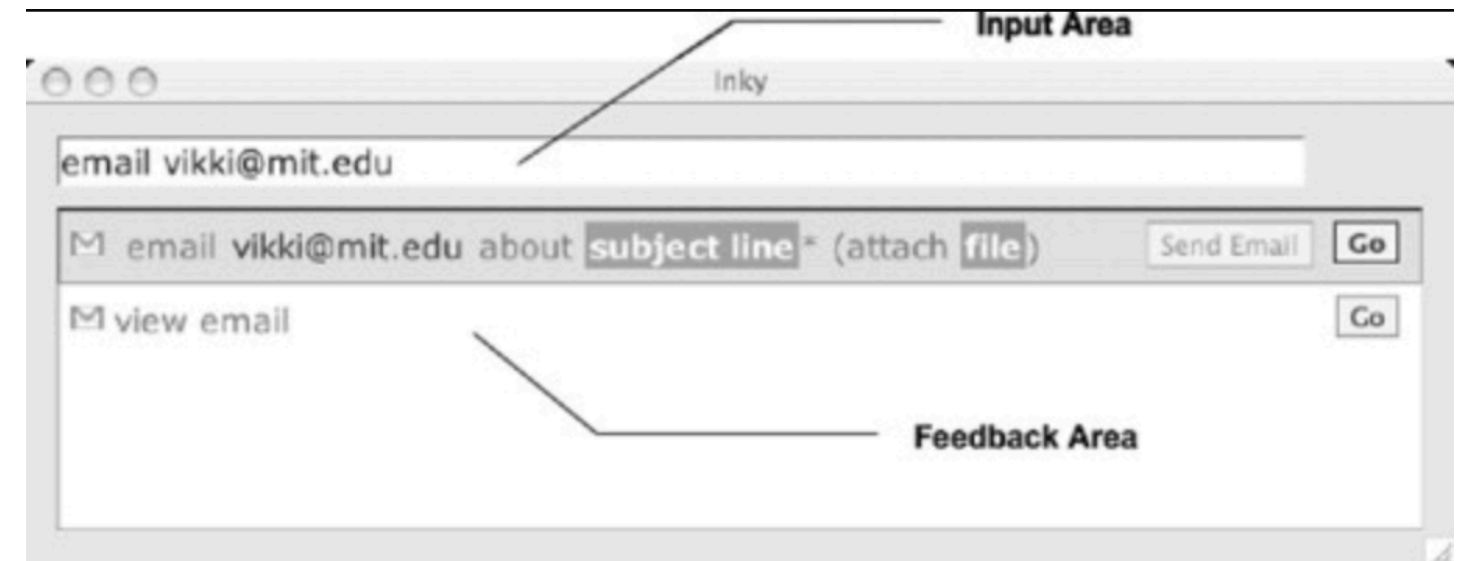 Input Area
Inky
email vikki@mit.edu
email vikki@mit.edu about subject line* (attach file) Send Email Go
view email Go
Feedback Area